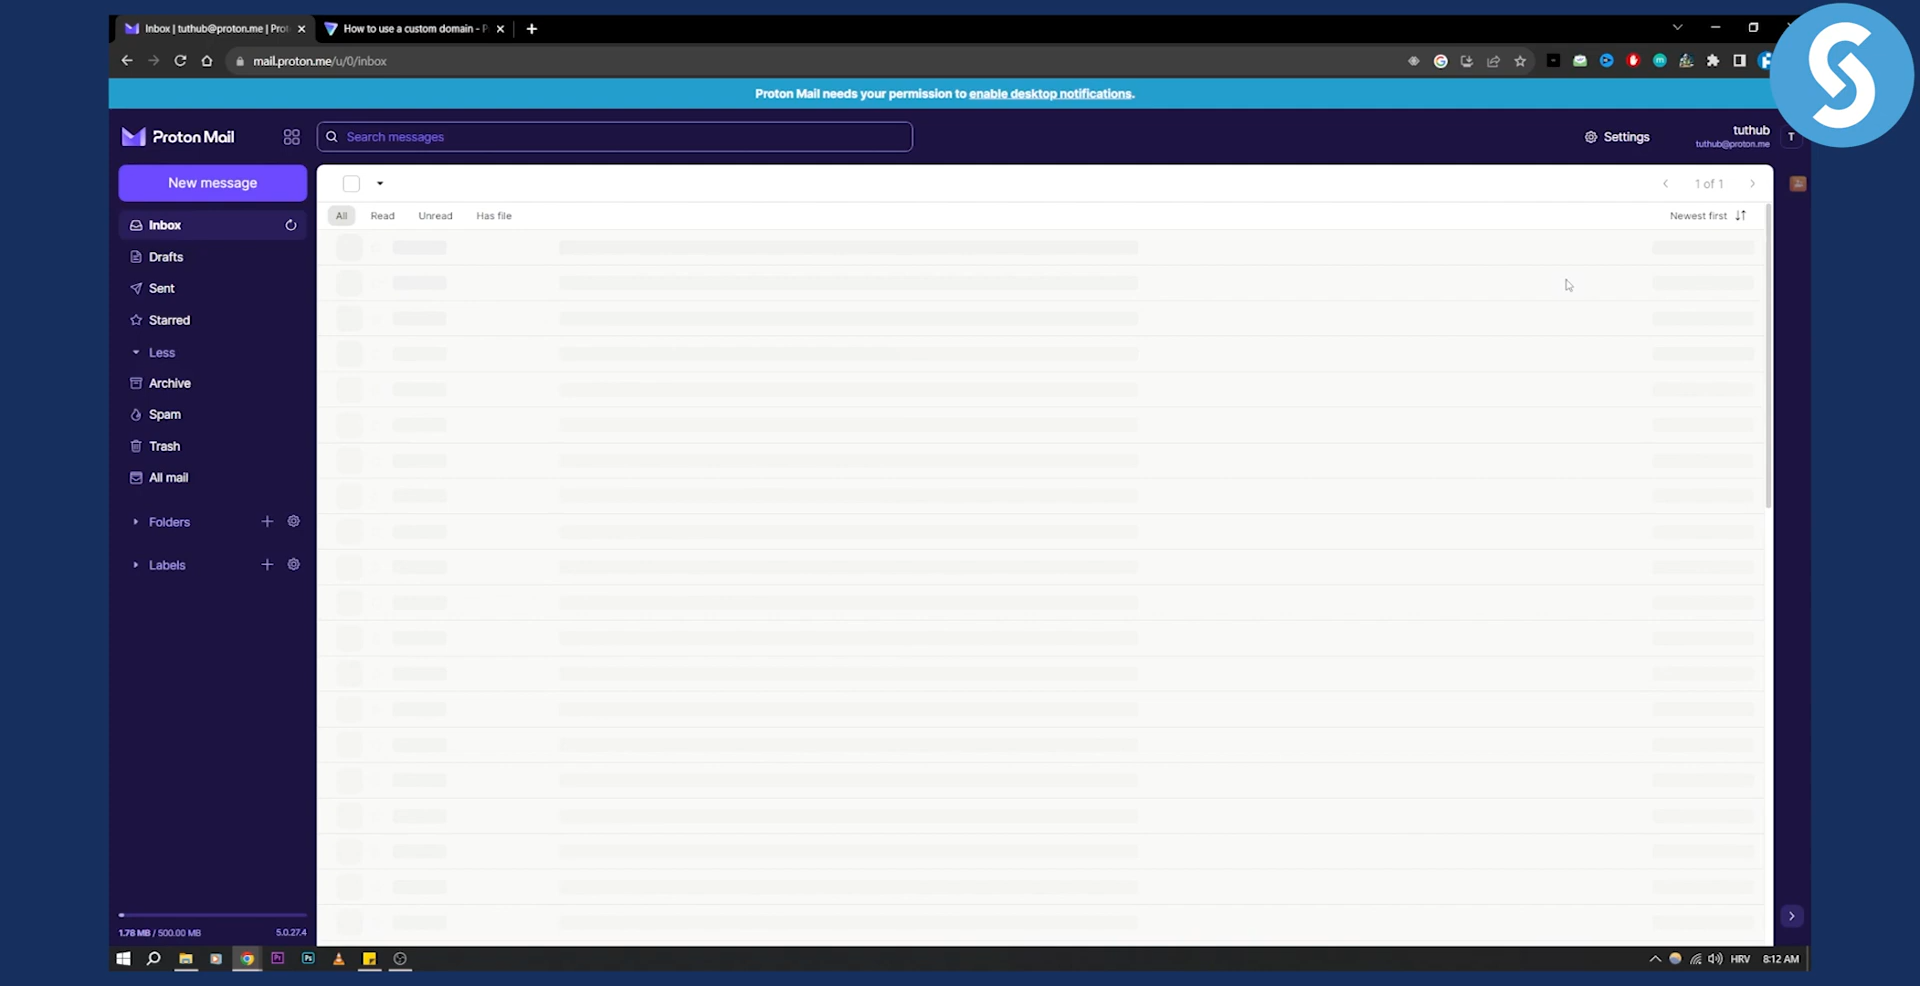 Inbox | tuthub@proton.me | Prot
How to use a custom domain - P
mail.proton.me/u/0/inbox
Proton Mail needs your permission to enable desktop notifications.
Proton Mail
Search messages
Settings
tuthub
tuthub@proton.me
T
New message
1 of 1
Inbox
All
Read
Unread
Has file
Newest first
Drafts
Sent
Starred
Less
Archive
Spam
Trash
All mail
Folders
Labels
1.78 MB / 500.00 MB
5.0.27.4
Pr
Ps
HRV
8:12 AM